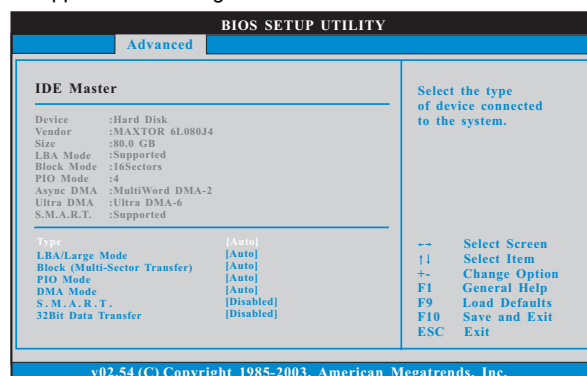 BIOS SETUP UTILITY
Advanced
IDE Master
Device :Hard Disk
Vendor :MAXTOR 6L080J4
Size :80.0 GB
LBA Mode :Supported
Block Mode :16Sectors
PIO Mode :4
Async DMA :MultiWord DMA-2
Ultra DMA :Ultra DMA-6
S.M.A.R.T. :Supported
Type [Auto]
LBA/Large Mode [Auto]
Block (Multi-Sector Transfer) [Auto]
PIO Mode [Auto]
DMA Mode [Auto]
S.M.A.R.T. [Disabled]
32Bit Data Transfer [Disabled]
Select the type
of device connected
to the system.
←→ Select Screen
↑↓ Select Item
+- Change Option
F1 General Help
F9 Load Defaults
F10 Save and Exit
ESC Exit
v02.54 (C) Copyright 1985-2003, American Megatrends, Inc.